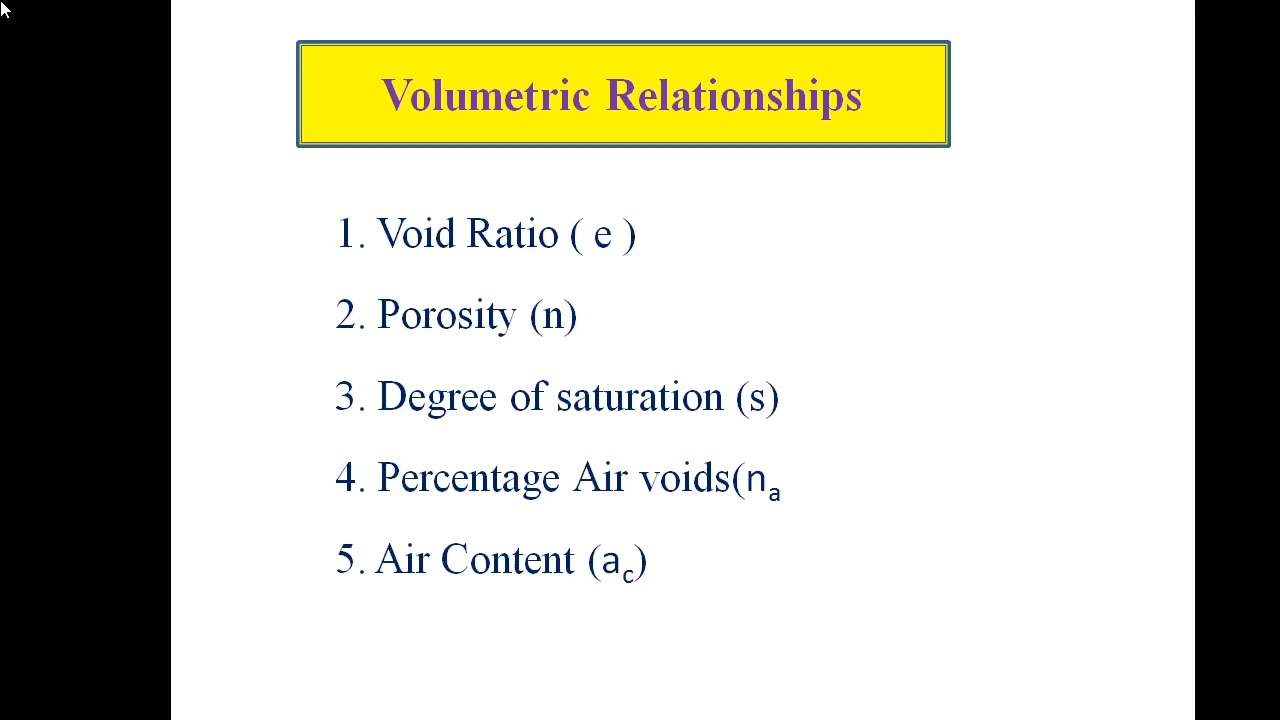 Volumetric Relationships
1. Void Ratio ( e )
2. Porosity (n)
3. Degree of saturation (s)
4. Percentage Air voids(nₐ
5. Air Content (a_c)